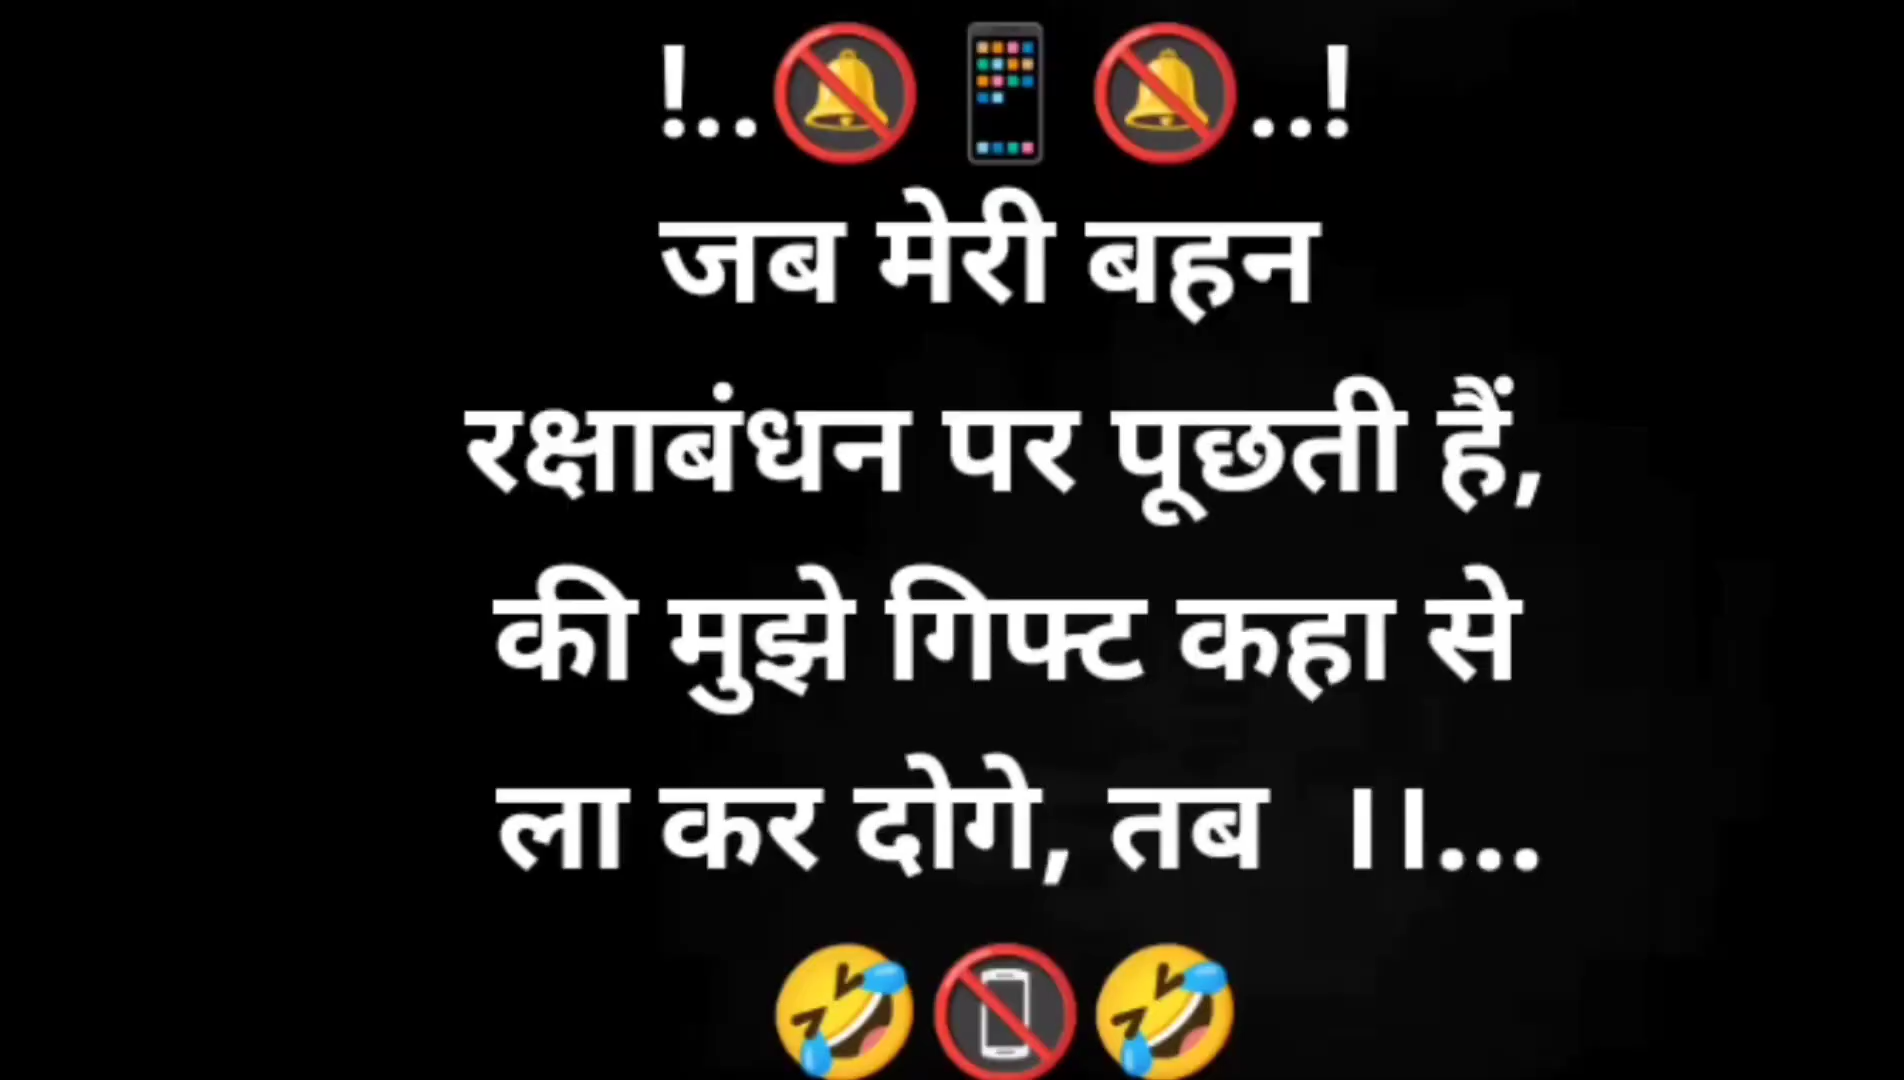 !..🔕📱🔕..!
जब मेरी बहन
रक्षाबंधन पर पूछती हैं,
की मुझे गिफ्ट कहा से
ला कर दोगे, तब ।।...
🤣📵🤣